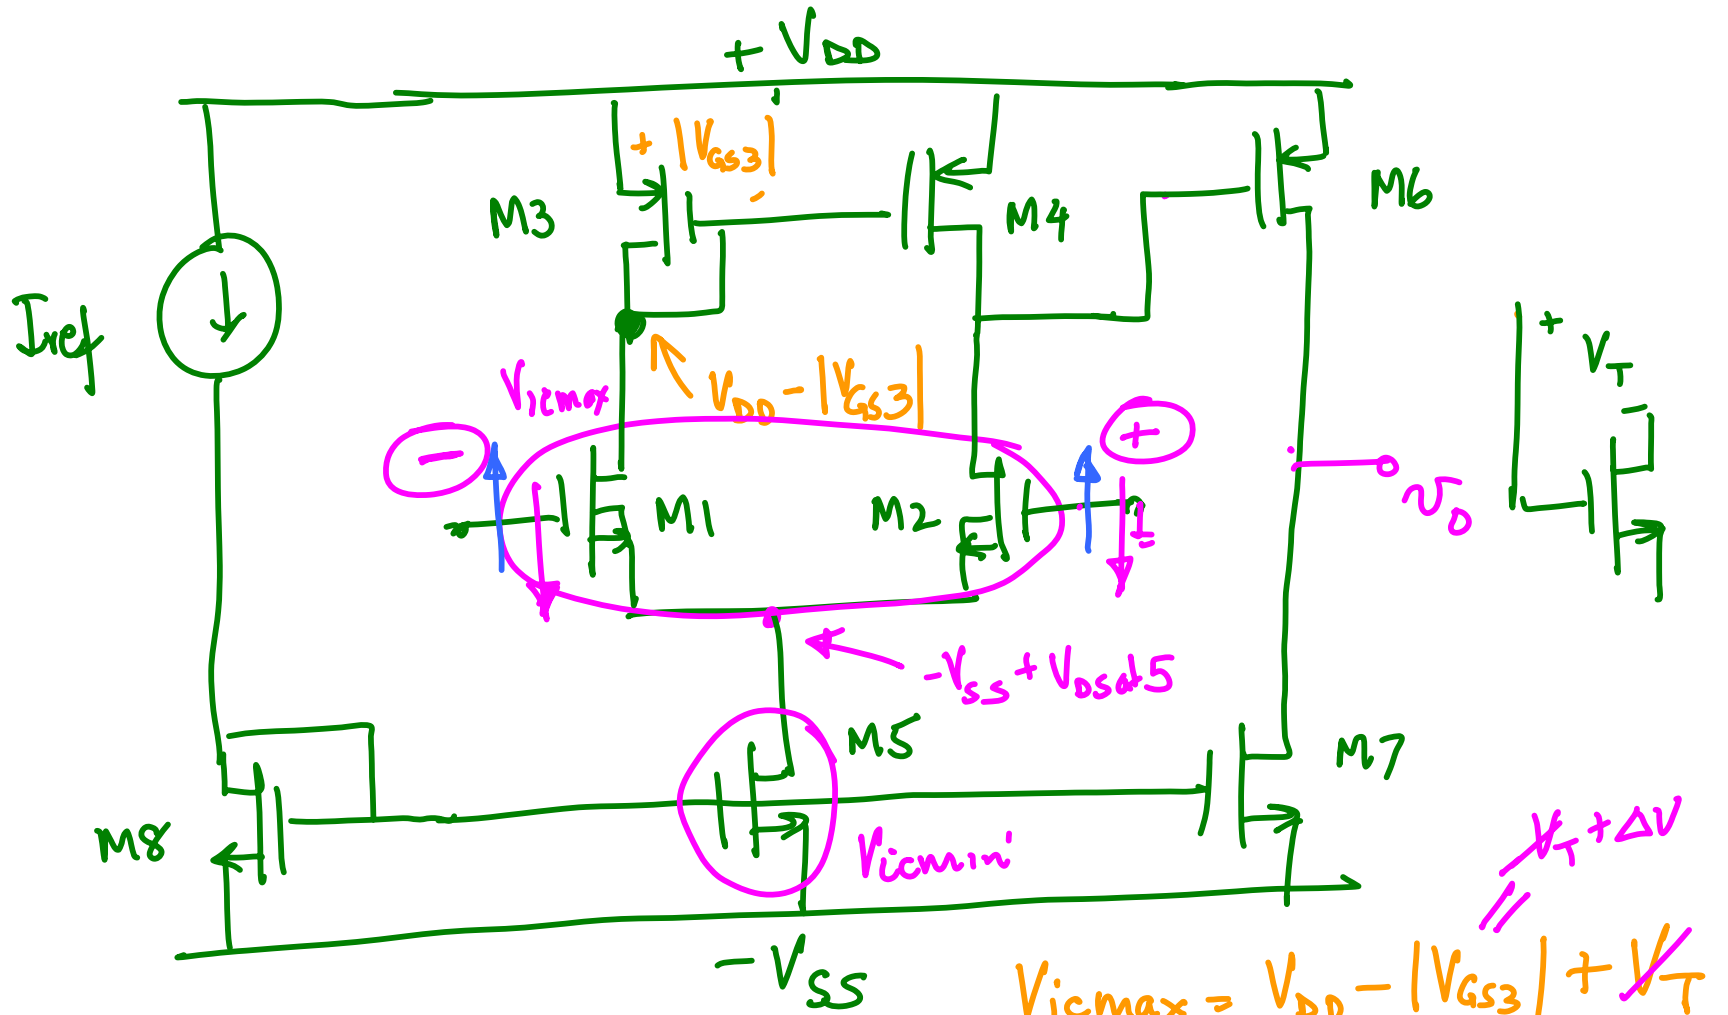 + VDD
+ |VGS3| -
M3
M4
M6
Iref
Vicmax
VDD - |VGS3|
-
+
M1
M2
vo
+ VT -
-VSS + VDSAt5
M5
M7
M8
Vicmin
VT + ΔV
-VSS
Vicmax = VDD - |VGS3| + VT